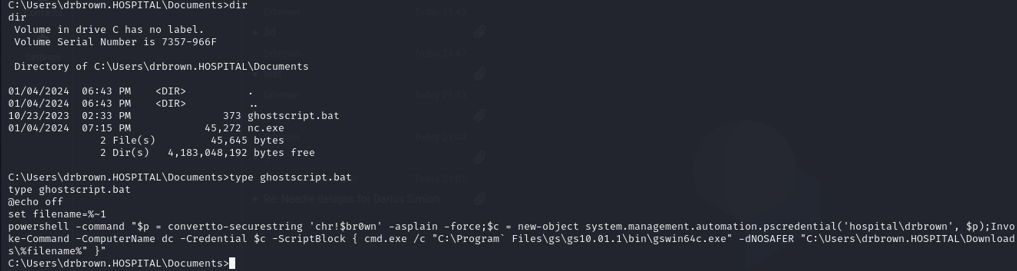 C:\Users\drbrown.HOSPITAL\Documents>dir
dir
 Volume in drive C has no label.
 Volume Serial Number is 7357-966F

 Directory of C:\Users\drbrown.HOSPITAL\Documents

01/04/2024  06:43 PM    <DIR>          .
01/04/2024  06:43 PM    <DIR>          ..
10/23/2023  02:33 PM               373 ghostscript.bat
01/04/2024  07:15 PM            45,272 nc.exe
               2 File(s)         45,645 bytes
               2 Dir(s)   4,183,048,192 bytes free

C:\Users\drbrown.HOSPITAL\Documents>type ghostscript.bat
type ghostscript.bat
@echo off
set filename=%~1
powershell -command "$p = convertto-securestring 'chr!$br0wn' -asplain -force;$c = new-object system.management.automation.pscredential('hospital\drbrown', $p);Invo
ke-Command -ComputerName dc -Credential $c -ScriptBlock { cmd.exe /c "C:\Program` Files\gs\gs10.01.1\bin\gswin64c.exe" -dNOSAFER "C:\Users\drbrown.HOSPITAL\Download
s\%filename%" }"
C:\Users\drbrown.HOSPITAL\Documents>